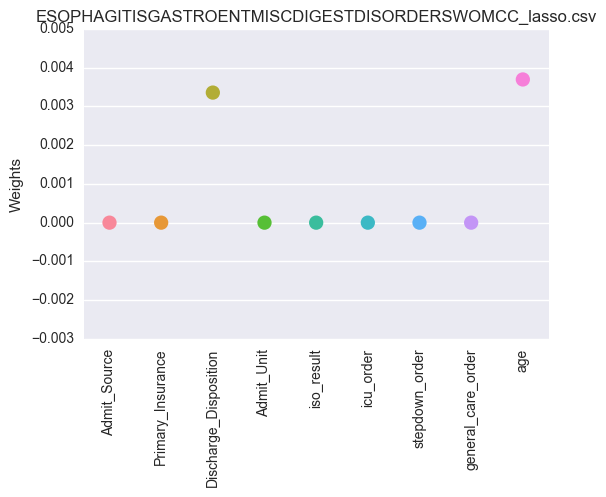 ESOPHAGITISGASTROENTMISCDIGESTDISORDERSWOMCC_lasso.csv
0.005
0.004
0.003
0.002
0.001
0.000
−0.001
−0.002
−0.003
Weights
Admit_Source
Primary_Insurance
Discharge_Disposition
Admit_Unit
iso_result
icu_order
stepdown_order
general_care_order
age